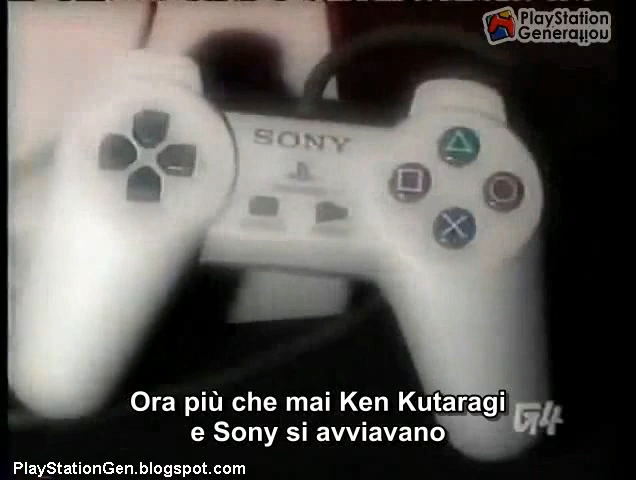 PlayStation
Generation
SONY
Ora più che mai Ken Kutaragi
e Sony si avviavano
G4
PlayStationGen.blogspot.com